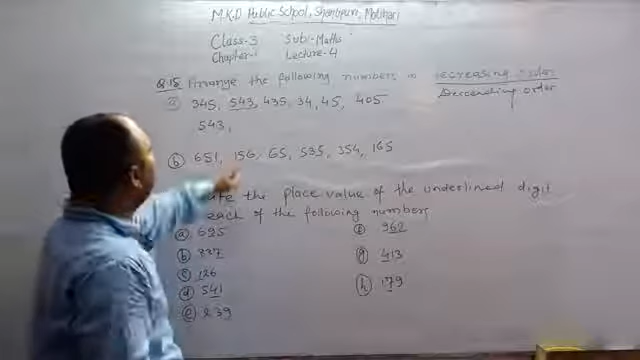 M.K.D Public School, Shantipuri, Motihari
Class-3 Sub:-Maths
Chapter-1 Lecture-4
Q.15 Arrange the following numbers in decreasing order
Descending order
a 345, 543, 435, 34, 45, 405
543,
b 651, 156, 65, 535, 354, 165
the place value of the underlined digit
each of the following numbers
a 625 962
b 337 g 413
c 126 h 179
d 541
e 239